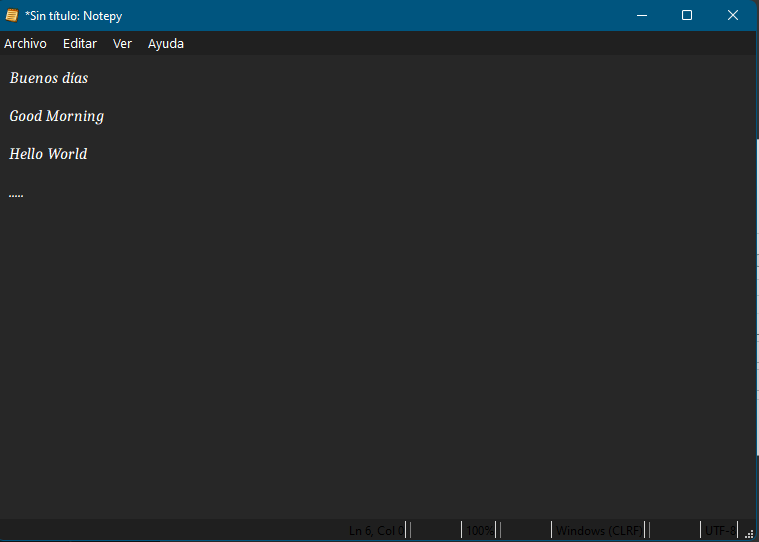 *Sin título: Notepy
Archivo Editar Ver Ayuda
Buenos días
Good Morning
Hello World
.....
Ln 6, Col 0 100% Windows (CLRF) UTF-8